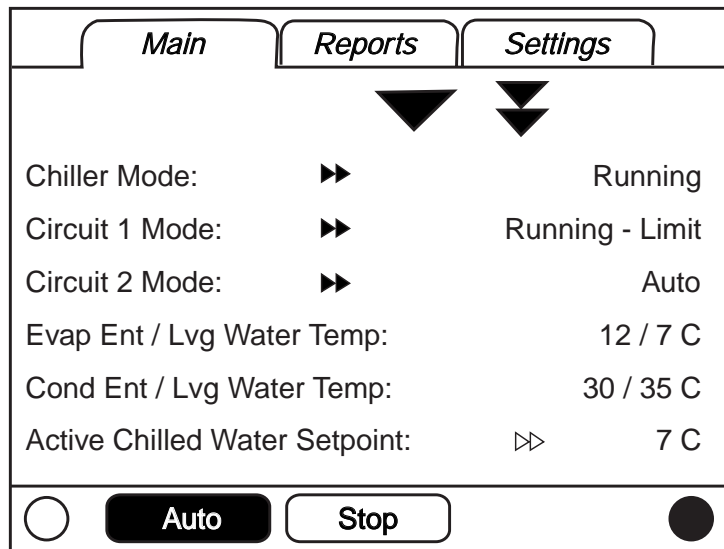 Main Reports Settings
Chiller Mode: Running
Circuit 1 Mode: Running - Limit
Circuit 2 Mode: Auto
Evap Ent / Lvg Water Temp: 12 / 7 C
Cond Ent / Lvg Water Temp: 30 / 35 C
Active Chilled Water Setpoint: 7 C
Auto Stop